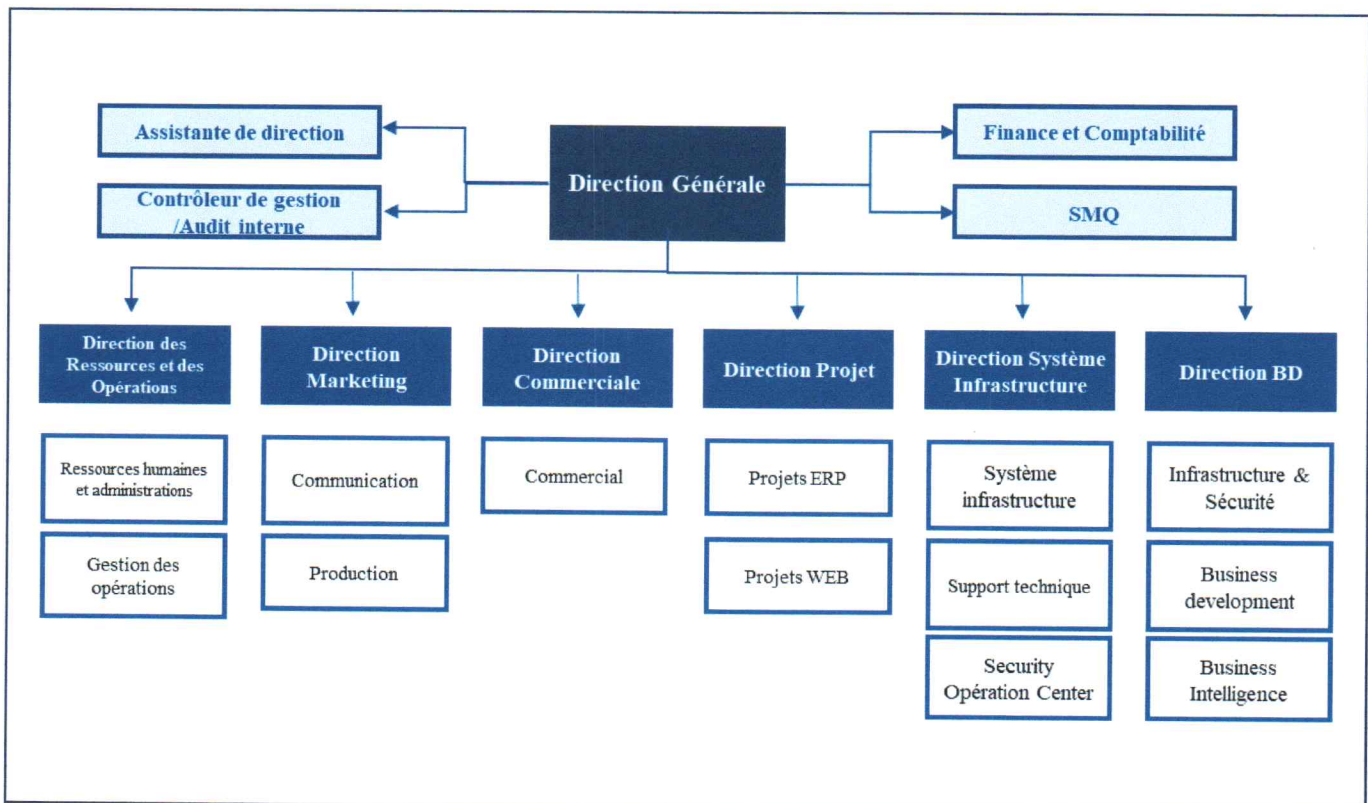 Assistante de direction
Finance et Comptabilité
Direction Générale
Contrôleur de gestion
/Audit interne
SMQ
Direction des
Ressources et des
Opérations
Direction
Marketing
Direction
Commerciale
Direction Projet
Direction Système
Infrastructure
Direction BD
Ressources humaines
et administrations
Communication
Commercial
Projets ERP
Système
infrastructure
Infrastructure &
Sécurité
Gestion des
opérations
Production
Projets WEB
Support technique
Business
development
Security
Opération Center
Business
Intelligence